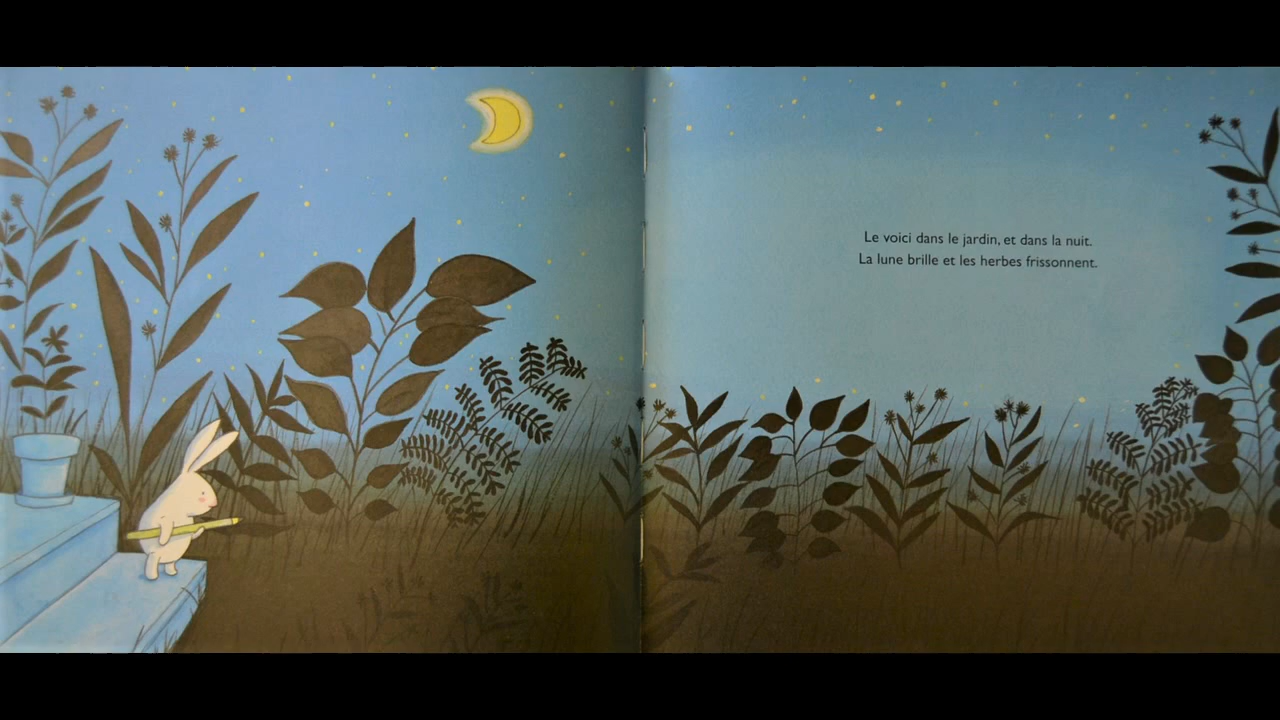 Le voici dans le jardin, et dans la nuit.
La lune brille et les herbes frissonnent.